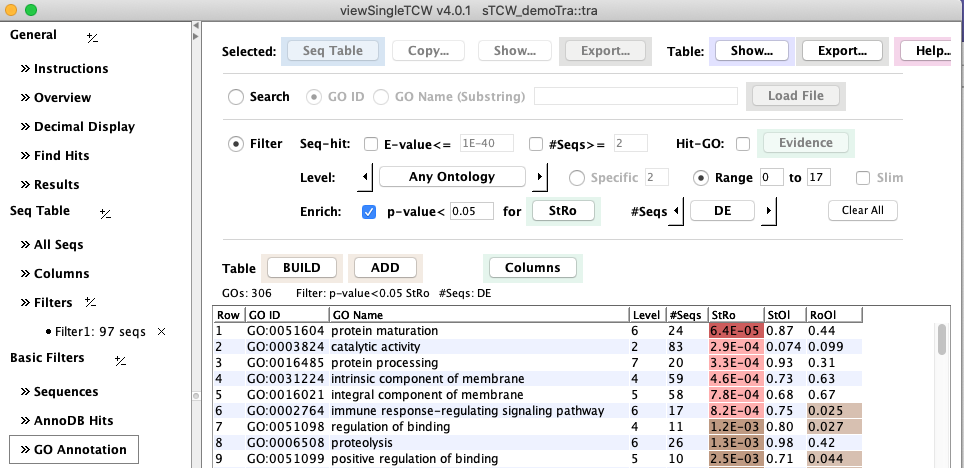 viewSingleTCW v4.0.1 sTCW_demoTra::tra
General +/-
>> Instructions
>> Overview
>> Decimal Display
>> Find Hits
>> Results
Seq Table +/-
>> All Seqs
>> Columns
>> Filters +/-
• Filter1: 97 seqs ×
Basic Filters +/-
>> Sequences
>> AnnoDB Hits
>> GO Annotation
Selected: Seq Table Copy... Show... Export... Table: Show... Export... Help...
Search GO ID GO Name (Substring) Load File
Filter Seq-hit: E-value<= 1E-40 #Seqs>= 2 Hit-GO: Evidence
Level: Any Ontology Specific 2 Range 0 to 17 Slim
Enrich: p-value< 0.05 for StRo #Seqs DE Clear All
Table BUILD ADD Columns
GOs: 306 Filter: p-value<0.05 StRo #Seqs: DE
Row GO ID GO Name Level #Seqs StRo StOl RoOl
1 GO:0051604 protein maturation 6 24 6.4E-05 0.87 0.44
2 GO:0003824 catalytic activity 2 83 2.9E-04 0.074 0.099
3 GO:0016485 protein processing 7 20 3.3E-04 0.93 0.31
4 GO:0031224 intrinsic component of membrane 4 59 4.6E-04 0.73 0.63
5 GO:0016021 integral component of membrane 5 58 7.8E-04 0.68 0.67
6 GO:0002764 immune response-regulating signaling pathway 6 17 8.2E-04 0.75 0.025
7 GO:0051098 regulation of binding 4 11 1.2E-03 0.80 0.027
8 GO:0006508 proteolysis 6 26 1.3E-03 0.98 0.42
9 GO:0051099 positive regulation of binding 5 10 2.5E-03 0.71 0.044